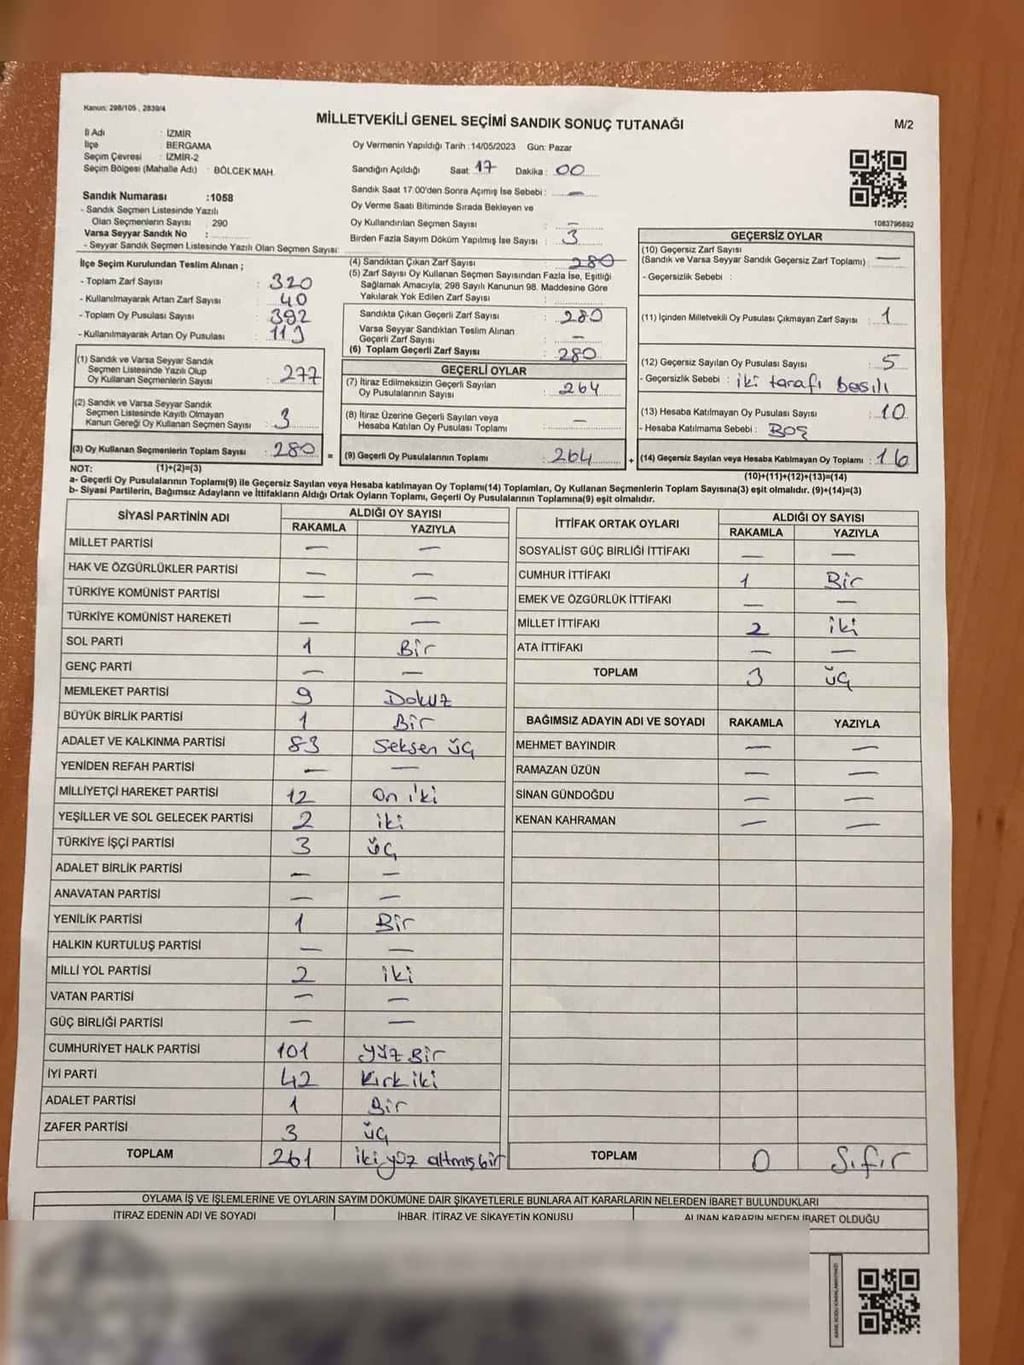 Kanun: 298/105 , 2839/4
MİLLETVEKİLİ GENEL SEÇİMİ SANDIK SONUÇ TUTANAĞI
M/2
İl Adı : İZMİR
İlçe : BERGAMA
Seçim Çevresi : İZMİR-2
Seçim Bölgesi (Mahalle Adı) : BÖLCEK MAH.
Sandık Numarası :1058
- Sandık Seçmen Listesinde Yazılı
Olan Seçmenlerin Sayısı : 290
Varsa Seyyar Sandık No :
- Seyyar Sandık Seçmen Listesinde Yazılı Olan Seçmen Sayısı:
Oy Vermenin Yapıldığı Tarih :14/05/2023 Gün: Pazar
Sandığın Açıldığı Saat : 17 Dakika : 00
Sandık Saat 17:00'den Sonra Açımış İse Sebebi : —
Oy Verme Saati Bitiminde Sırada Bekleyen ve
Oy Kullandırılan Seçmen Sayısı : —
Birden Fazla Sayım Döküm Yapılmış İse Sayısı : 3
1083796892
İlçe Seçim Kurulundan Teslim Alınan ;
- Toplam Zarf Sayısı : 320
- Kullanılmayarak Artan Zarf Sayısı : 40
- Toplam Oy Pusulası Sayısı : 392
- Kullanılmayarak Artan Oy Pusulası : 113
(1) Sandık ve Varsa Seyyar Sandık
Seçmen Listesinde Yazılı Olup
Oy Kullanan Seçmenlerin Sayısı : 277
(2) Sandık ve Varsa Seyyar Sandık
Seçmen Listesinde Kayıtlı Olmayan
Kanun Gereği Oy Kullanan Seçmen Sayısı : 3
(3) Oy Kullanan Seçmenlerin Toplam Sayısı : 280 =
(4) Sandıktan Çıkan Zarf Sayısı : 280
(5) Zarf Sayısı Oy Kullanan Seçmen Sayısından Fazla İse, Eşitliği
Sağlamak Amacıyla, 298 Sayılı Kanunun 98. Maddesine Göre
Yakılarak Yok Edilen Zarf Sayısı :
Sandıkta Çıkan Geçerli Zarf Sayısı : 280
Varsa Seyyar Sandıktan Teslim Alınan
Geçerli Zarf Sayısı : —
(6) Toplam Geçerli Zarf Sayısı : 280
GEÇERLİ OYLAR
(7) İtiraz Edilmeksizin Geçerli Sayılan
Oy Pusulalarının Sayısı : 264
(8) İtiraz Üzerine Geçerli Sayılan veya
Hesaba Katılan Oy Pusulası Toplamı : —
(9) Geçerli Oy Pusulalarının Toplamı : 264 +
GEÇERSİZ OYLAR
(10) Geçersiz Zarf Sayısı
(Sandık ve Varsa Seyyar Sandık Geçersiz Zarf Toplamı) : —
- Geçersizlik Sebebi :
(11) İçinden Milletvekili Oy Pusulası Çıkmayan Zarf Sayısı : 1
(12) Geçersiz Sayılan Oy Pusulası Sayısı : 5
- Geçersizlik Sebebi : iki tarafı basılı
(13) Hesaba Katılmayan Oy Pusulası Sayısı : 10
- Hesaba Katılmama Sebebi : Boş
(14) Geçersiz Sayılan veya Hesaba Katılmayan Oy Toplamı : 16
NOT: (1)+(2)=(3) (10)+(11)+(12)+(13)=(14)
a- Geçerli Oy Pusulalarının Toplamı(9) ile Geçersiz Sayılan veya Hesaba katılmayan Oy Toplamı(14) Toplamları, Oy Kullanan Seçmenlerin Toplam Sayısına(3) eşit olmalıdır. (9)+(14)=(3)
b- Siyasi Partilerin, Bağımsız Adayların ve İttifakların Aldığı Ortak Oyların Toplamı, Geçerli Oy Pusulalarının Toplamına(9) eşit olmalıdır.
SİYASİ PARTİNİN ADI ALDIĞI OY SAYISI
RAKAMLA YAZIYLA
MİLLET PARTİSİ — —
HAK VE ÖZGÜRLÜKLER PARTİSİ — —
TÜRKİYE KOMÜNİST PARTİSİ — —
TÜRKİYE KOMÜNİST HAREKETİ — —
SOL PARTİ 1 Bir
GENÇ PARTİ — —
MEMLEKET PARTİSİ 9 Dokuz
BÜYÜK BİRLİK PARTİSİ 1 Bir
ADALET VE KALKINMA PARTİSİ 83 Seksen üç
YENİDEN REFAH PARTİSİ — —
MİLLİYETÇİ HAREKET PARTİSİ 12 On iki
YEŞİLLER VE SOL GELECEK PARTİSİ 2 iki
TÜRKİYE İŞÇİ PARTİSİ 3 üç
ADALET BİRLİK PARTİSİ — —
ANAVATAN PARTİSİ — —
YENİLİK PARTİSİ 1 Bir
HALKIN KURTULUŞ PARTİSİ — —
MİLLİ YOL PARTİSİ 2 iki
VATAN PARTİSİ — —
GÜÇ BİRLİĞİ PARTİSİ — —
CUMHURİYET HALK PARTİSİ 101 yüz Bir
İYİ PARTİ 42 Kırk iki
ADALET PARTİSİ 1 Bir
ZAFER PARTİSİ 3 üç
TOPLAM 261 iki yüz altmış bir
İTTİFAK ORTAK OYLARI ALDIĞI OY SAYISI
RAKAMLA YAZIYLA
SOSYALİST GÜÇ BİRLİĞİ İTTİFAKI — —
CUMHUR İTTİFAKI 1 Bir
EMEK VE ÖZGÜRLÜK İTTİFAKI — —
MİLLET İTTİFAKI 2 iki
ATA İTTİFAKI — —
TOPLAM 3 üç
BAĞIMSIZ ADAYIN ADI VE SOYADI RAKAMLA YAZIYLA
MEHMET BAYINDIR — —
RAMAZAN ÜZÜN — —
SİNAN GÜNDOĞDU — —
KENAN KAHRAMAN — —
TOPLAM 0 Sıfır
OYLAMA İŞ VE İŞLEMLERİNE VE OYLARIN SAYIM DÖKÜMÜNE DAİR ŞİKAYETLERLE BUNLARA AİT KARARLARIN NELERDEN İBARET BULUNDUKLARI
İTİRAZ EDENİN ADI VE SOYADI İHBAR, İTİRAZ VE ŞİKAYETİN KONUSU ALINAN KARARIN NEDEN İBARET OLDUĞU